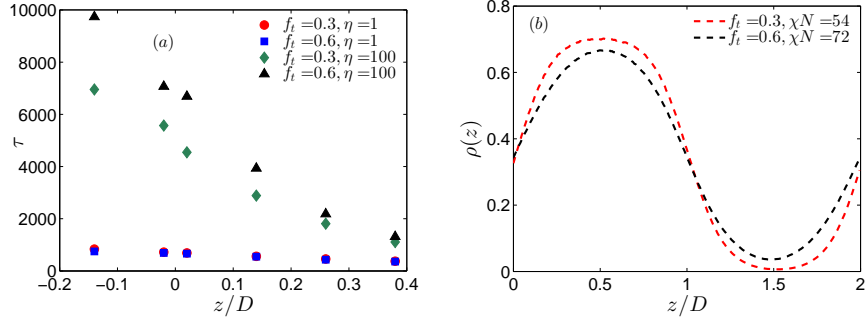 (a)
f_t =0.3, η=1
f_t =0.6, η=1
f_t =0.3, η=100
f_t =0.6, η=100
10000
8000
6000
4000
2000
0
τ
−0.2 −0.1 0 0.1 0.2 0.3 0.4
z/D
(b)
f_t =0.3, χN =54
f_t =0.6, χN =72
0.8
0.6
0.4
0.2
0
ρ(z)
0 0.5 1 1.5 2
z/D